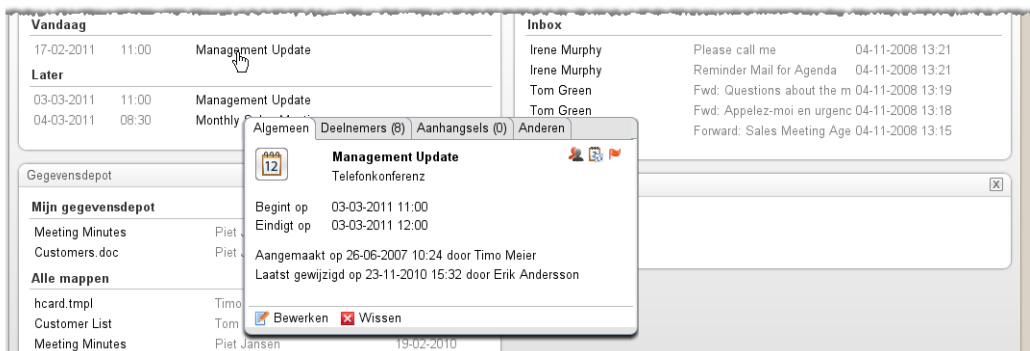 Vandaag
17-02-2011 11:00 Management Update
Later
03-03-2011 11:00 Management Update
04-03-2011 08:30 Monthly
Inbox
Irene Murphy Please call me 04-11-2008 13:21
Irene Murphy Reminder Mail for Agenda 04-11-2008 13:21
Tom Green Fwd: Questions about the m 04-11-2008 13:19
Tom Green Fwd: Appelez-moi en urgenc 04-11-2008 13:18
Forward: Sales Meeting Age 04-11-2008 13:15
Algemeen Deelnemers (8) Aanhangsels (0) Anderen
12 Management Update
Telefonkonferenz
Begint op 03-03-2011 11:00
Eindigt op 03-03-2011 12:00
Aangemaakt op 26-06-2007 10:24 door Timo Meier
Laatst gewijzigd op 23-11-2010 15:32 door Erik Andersson
Bewerken Wissen
Gegevensdepot
Mijn gegevensdepot
Meeting Minutes Piet
Customers.doc Piet
Alle mappen
hcard.tmpl Timo
Customer List Tom
Meeting Minutes Piet Jansen 19-02-2010